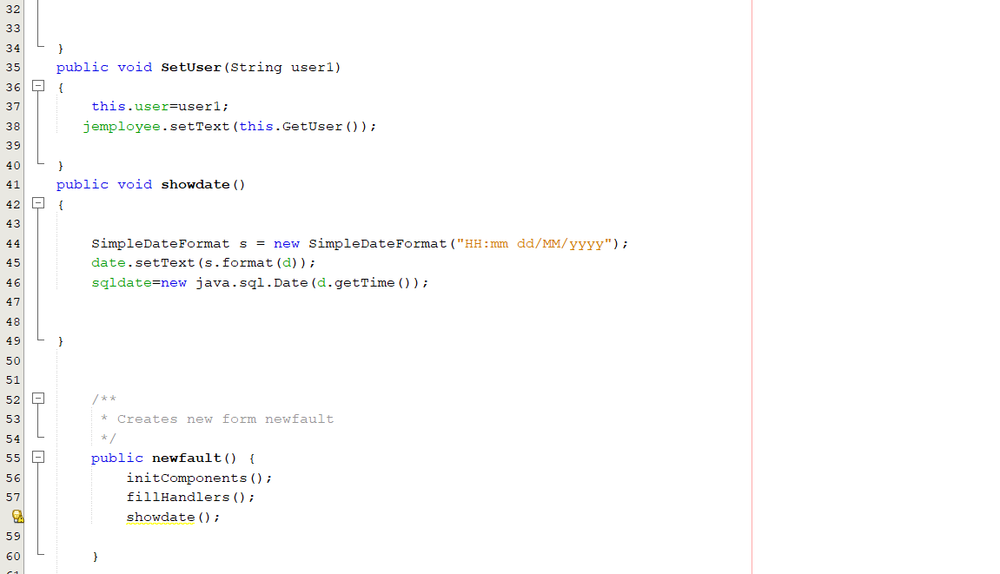 32
33
34 }
35 public void SetUser(String user1)
36 {
37 this.user=user1;
38 jemployee.setText(this.GetUser());
39
40 }
41 public void showdate()
42 {
43
44 SimpleDateFormat s = new SimpleDateFormat("HH:mm dd/MM/yyyy");
45 date.setText(s.format(d));
46 sqldate=new java.sql.Date(d.getTime());
47
48
49 }
50
51
52 /**
53 * Creates new form newfault
54 */
55 public newfault() {
56 initComponents();
57 fillHandlers();
showdate();
59
60 }
61